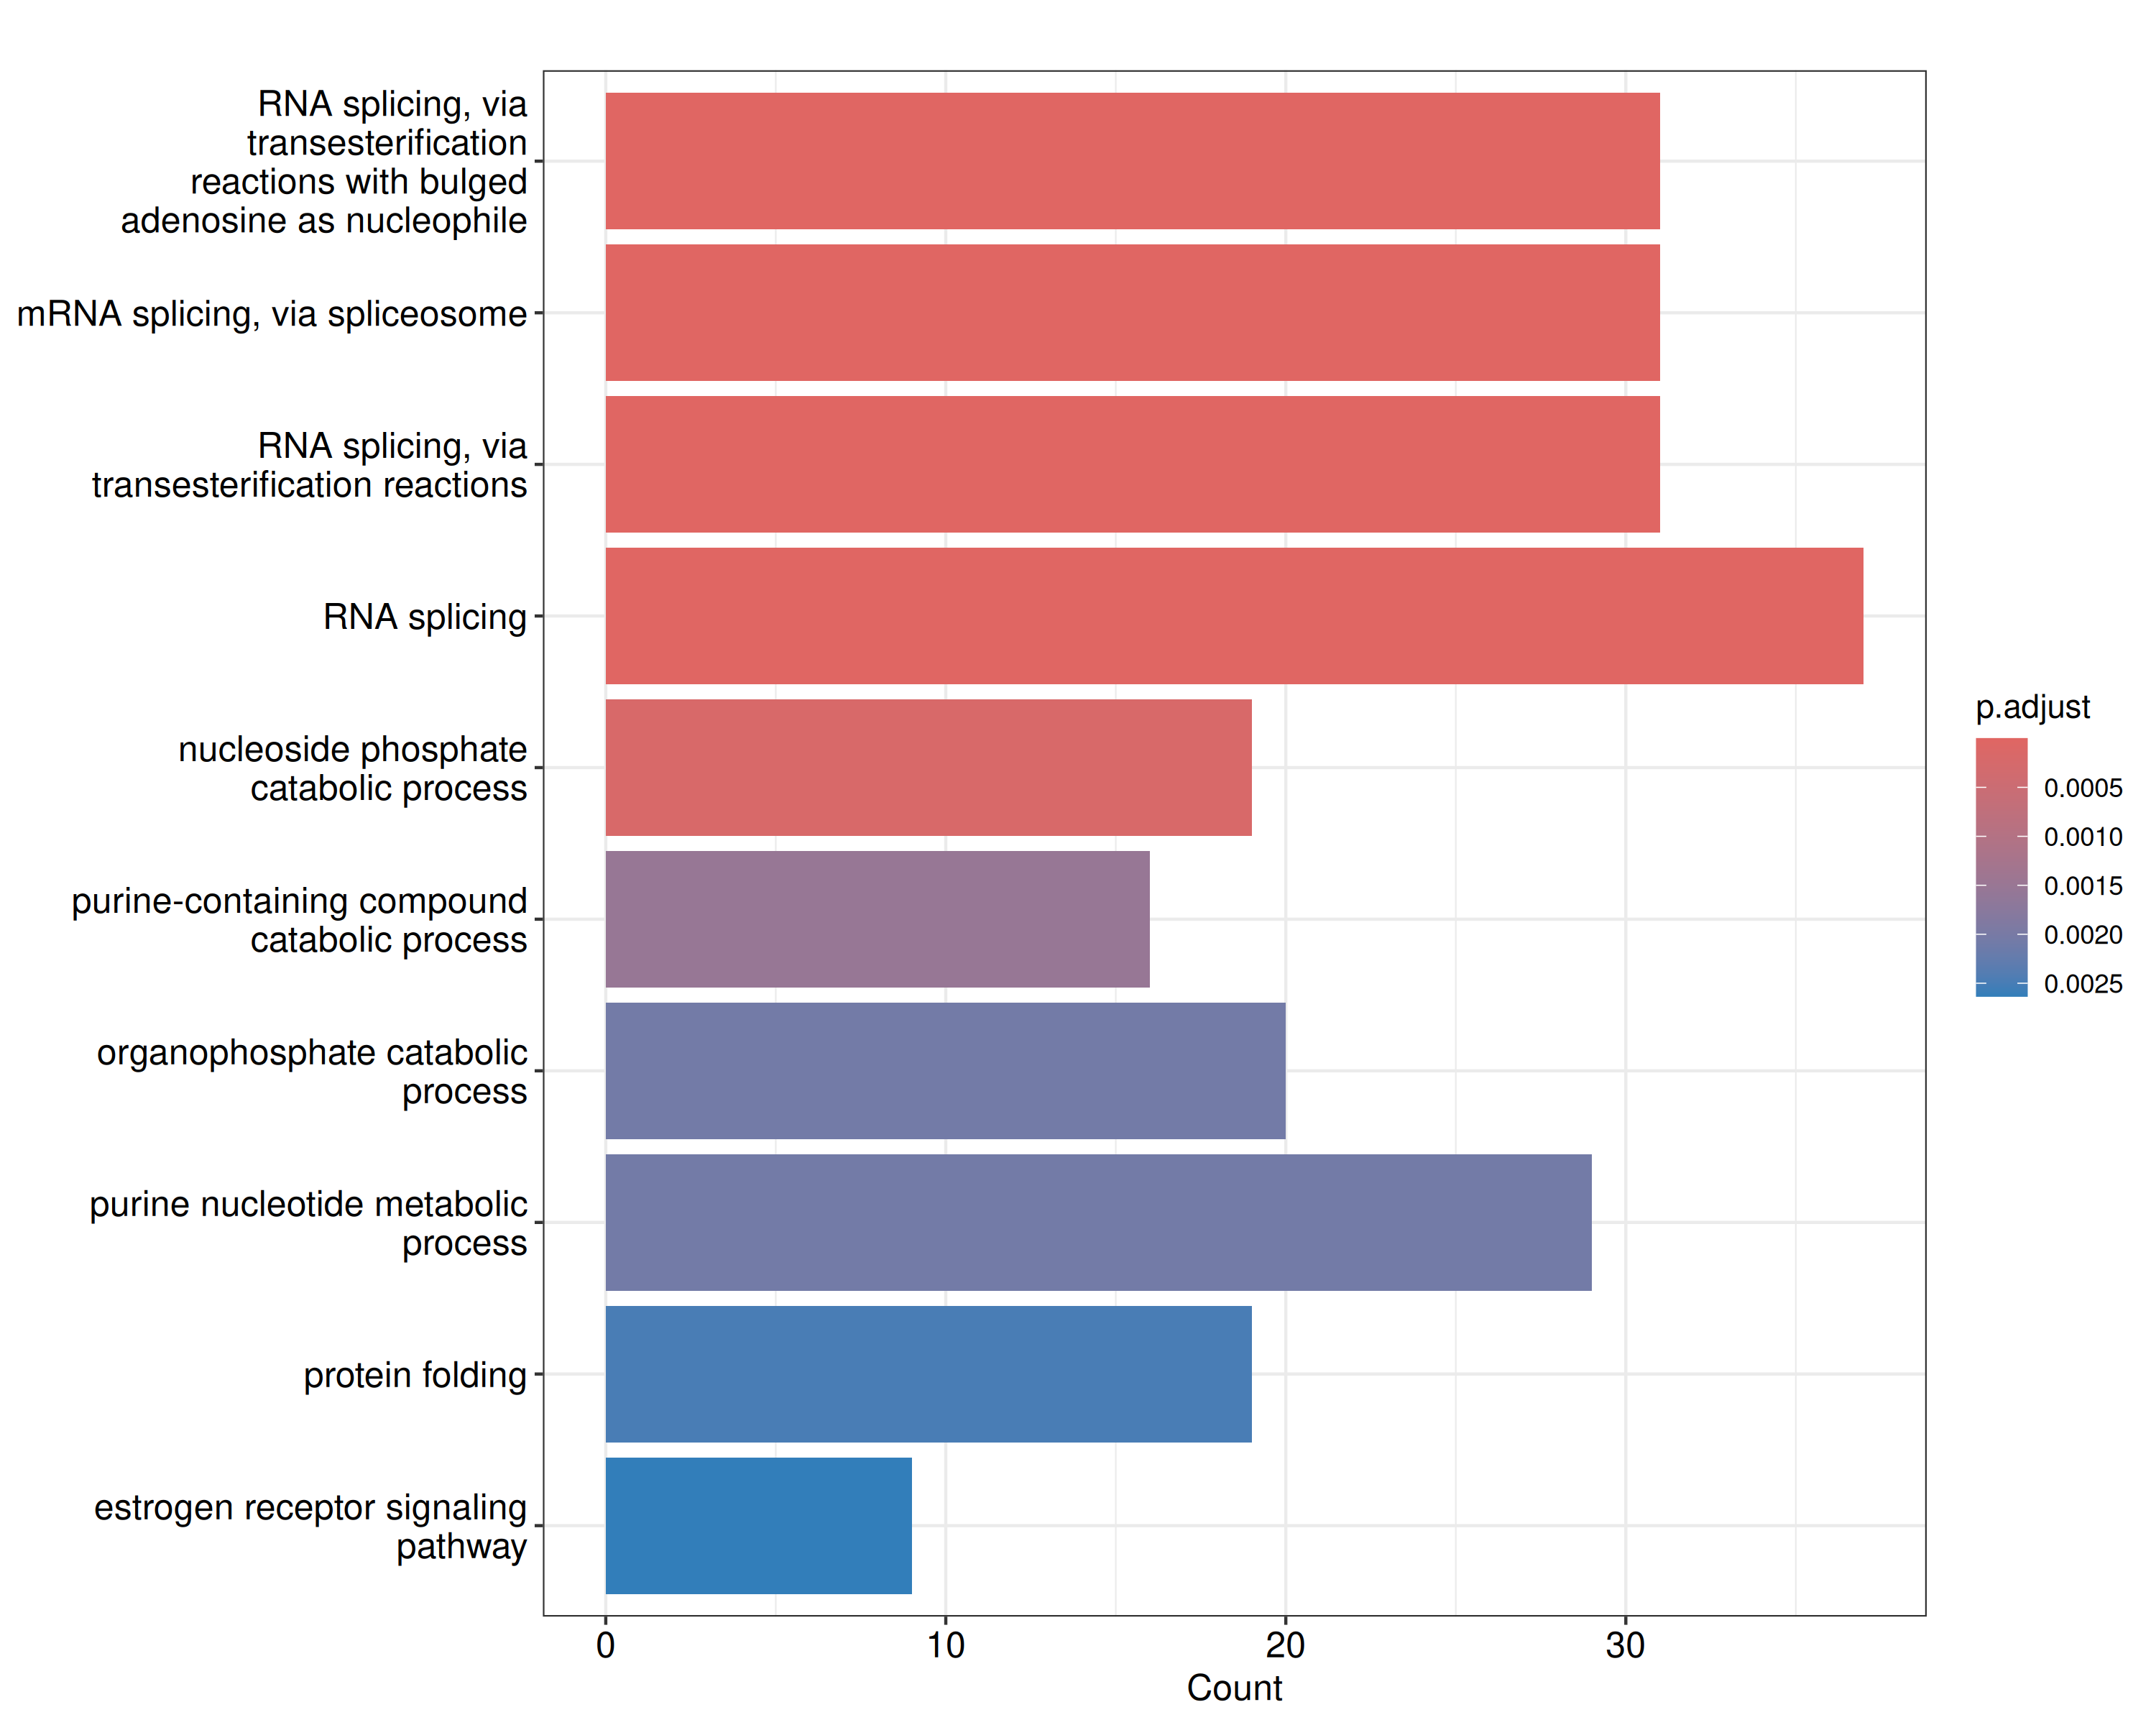 RNA splicing, via
transesterification
reactions with bulged
adenosine as nucleophile
mRNA splicing, via spliceosome
RNA splicing, via
transesterification reactions
RNA splicing
nucleoside phosphate
catabolic process
purine-containing compound
catabolic process
organophosphate catabolic
process
purine nucleotide metabolic
process
protein folding
estrogen receptor signaling
pathway
0 10 20 30
Count
p.adjust
0.0005
0.0010
0.0015
0.0020
0.0025